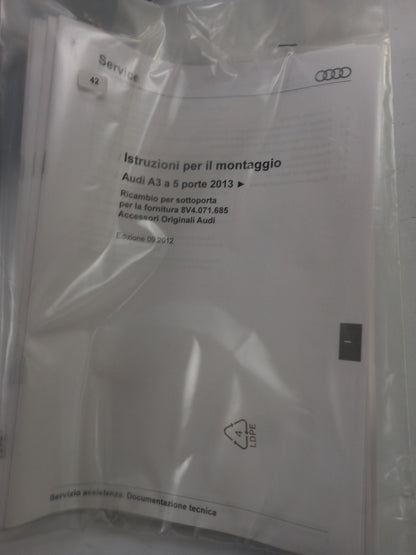 Service
42
Istruzioni per il montaggio
Audi A3 a 5 porte 2013 ►
Ricambio per sottoporta
per la fornitura 8V4.071.685
Accessori Originali Audi
Edizione 09.2012
I
4
LDPE
Servizio assistenza. Documentazione tecnica